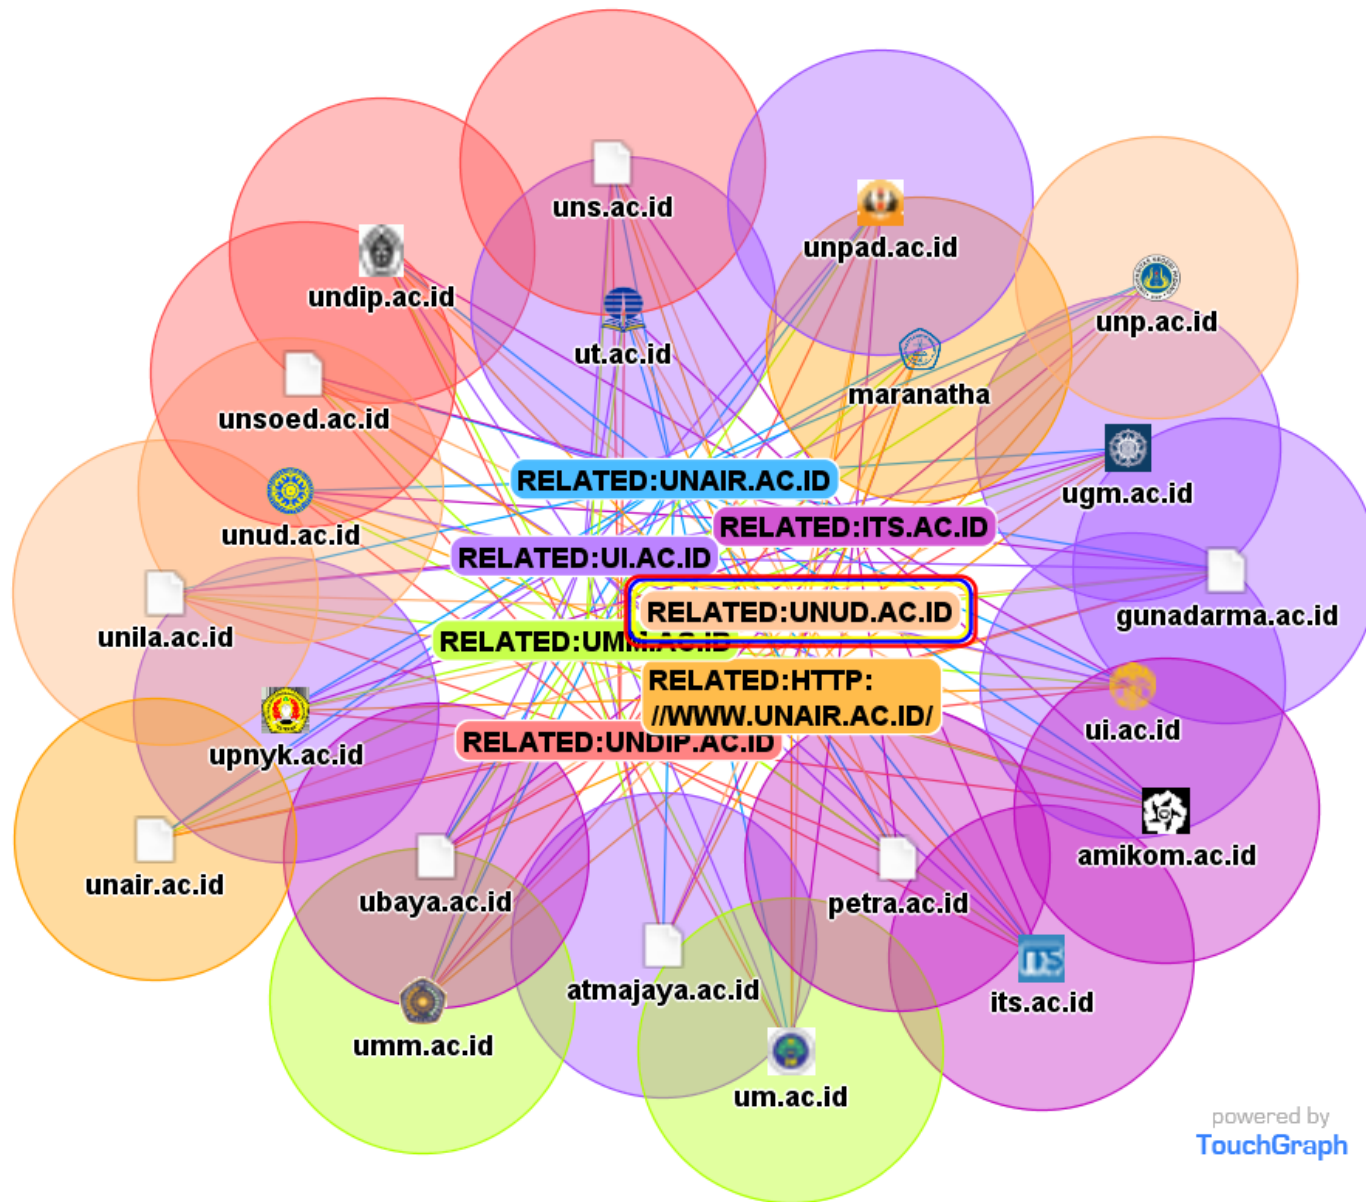 uns.ac.id
unpad.ac.id
undip.ac.id
unp.ac.id
ut.ac.id
maranatha
unsoed.ac.id
RELATED:UNAIR.AC.ID
ugm.ac.id
unud.ac.id
RELATED:ITS.AC.ID
RELATED:UI.AC.ID
RELATED:UNUD.AC.ID
gunadarma.ac.id
unila.ac.id
RELATED:UMM.AC.ID
RELATED:HTTP:
//WWW.UNAIR.AC.ID/
ui.ac.id
upnyk.ac.id
RELATED:UNDIP.AC.ID
amikom.ac.id
unair.ac.id
ubaya.ac.id
petra.ac.id
atmajaya.ac.id
its.ac.id
umm.ac.id
um.ac.id
powered by
TouchGraph